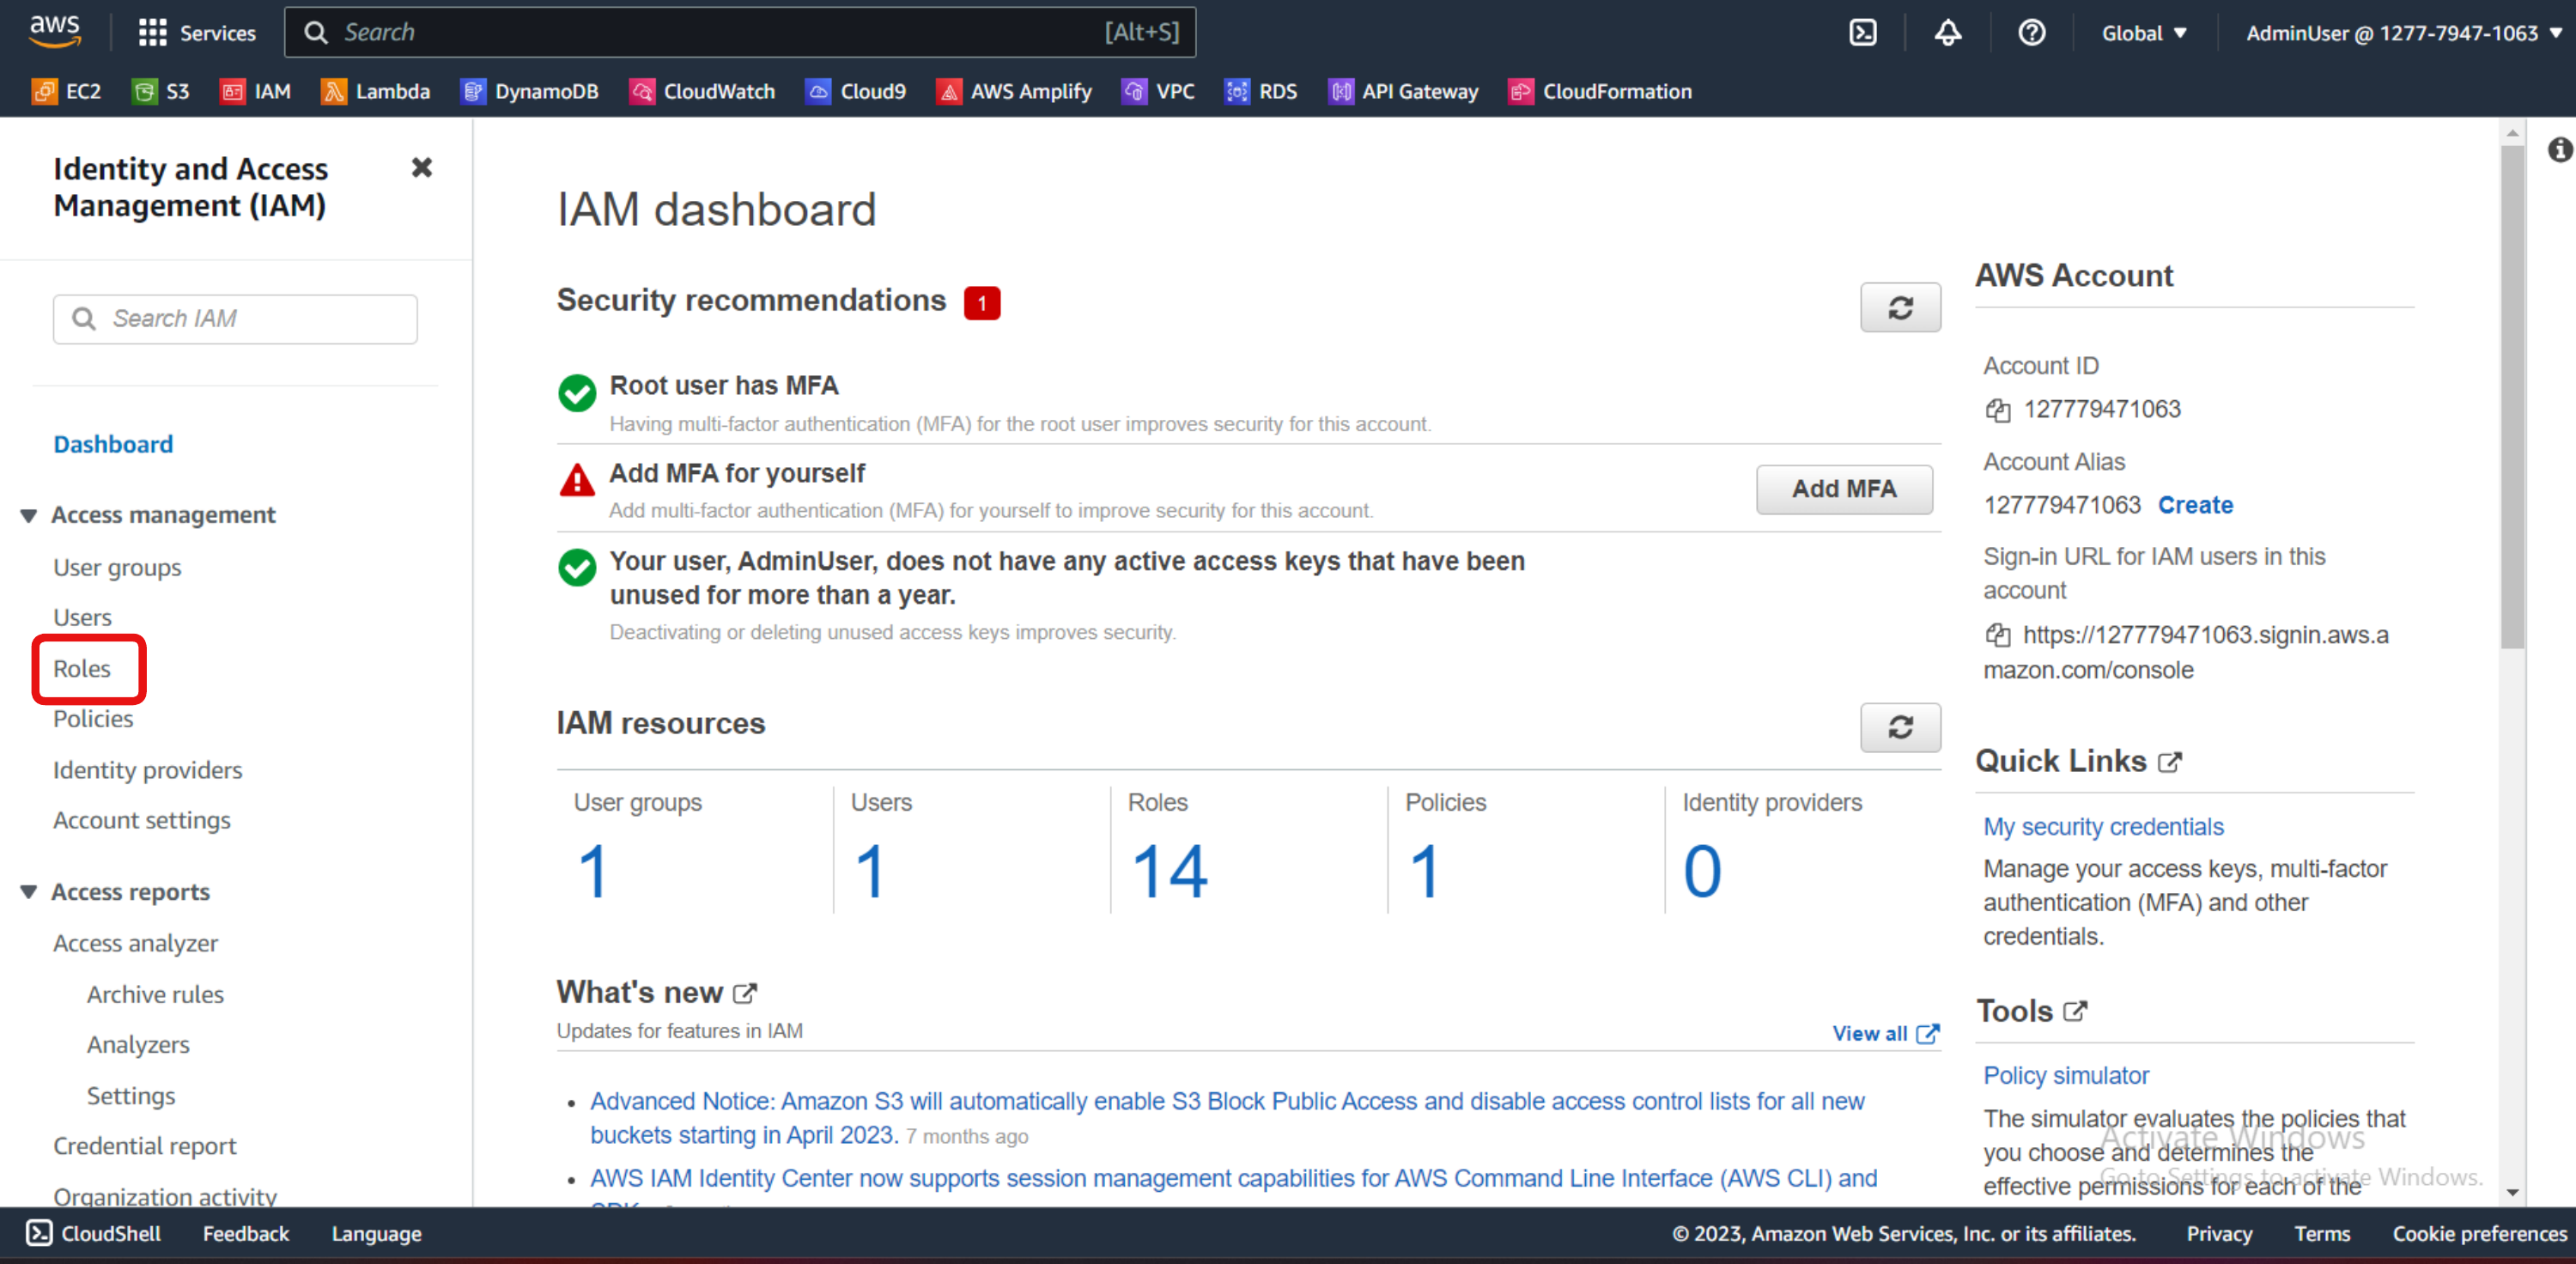 aws
Services
Search
[Alt+S]
Global
AdminUser @ 1277-7947-1063
EC2
S3
IAM
Lambda
DynamoDB
CloudWatch
Cloud9
AWS Amplify
VPC
RDS
API Gateway
CloudFormation
Identity and Access
Management (IAM)
Search IAM
Dashboard
Access management
User groups
Users
Roles
Policies
Identity providers
Account settings
Access reports
Access analyzer
Archive rules
Analyzers
Settings
Credential report
Organization activity
IAM dashboard
Security recommendations 1
Root user has MFA
Having multi-factor authentication (MFA) for the root user improves security for this account.
Add MFA for yourself
Add multi-factor authentication (MFA) for yourself to improve security for this account.
Add MFA
Your user, AdminUser, does not have any active access keys that have been
unused for more than a year.
Deactivating or deleting unused access keys improves security.
IAM resources
User groups
1
Users
1
Roles
14
Policies
1
Identity providers
0
What's new
Updates for features in IAM
View all
Advanced Notice: Amazon S3 will automatically enable S3 Block Public Access and disable access control lists for all new
buckets starting in April 2023. 7 months ago
AWS IAM Identity Center now supports session management capabilities for AWS Command Line Interface (AWS CLI) and
AWS Account
Account ID
127779471063
Account Alias
127779471063 Create
Sign-in URL for IAM users in this
account
https://127779471063.signin.aws.a
mazon.com/console
Quick Links
My security credentials
Manage your access keys, multi-factor
authentication (MFA) and other
credentials.
Tools
Policy simulator
The simulator evaluates the policies that
you choose and determines the
effective permissions for each of the
Activate Windows
Go to Settings to activate Windows.
CloudShell
Feedback
Language
© 2023, Amazon Web Services, Inc. or its affiliates.
Privacy
Terms
Cookie preferences